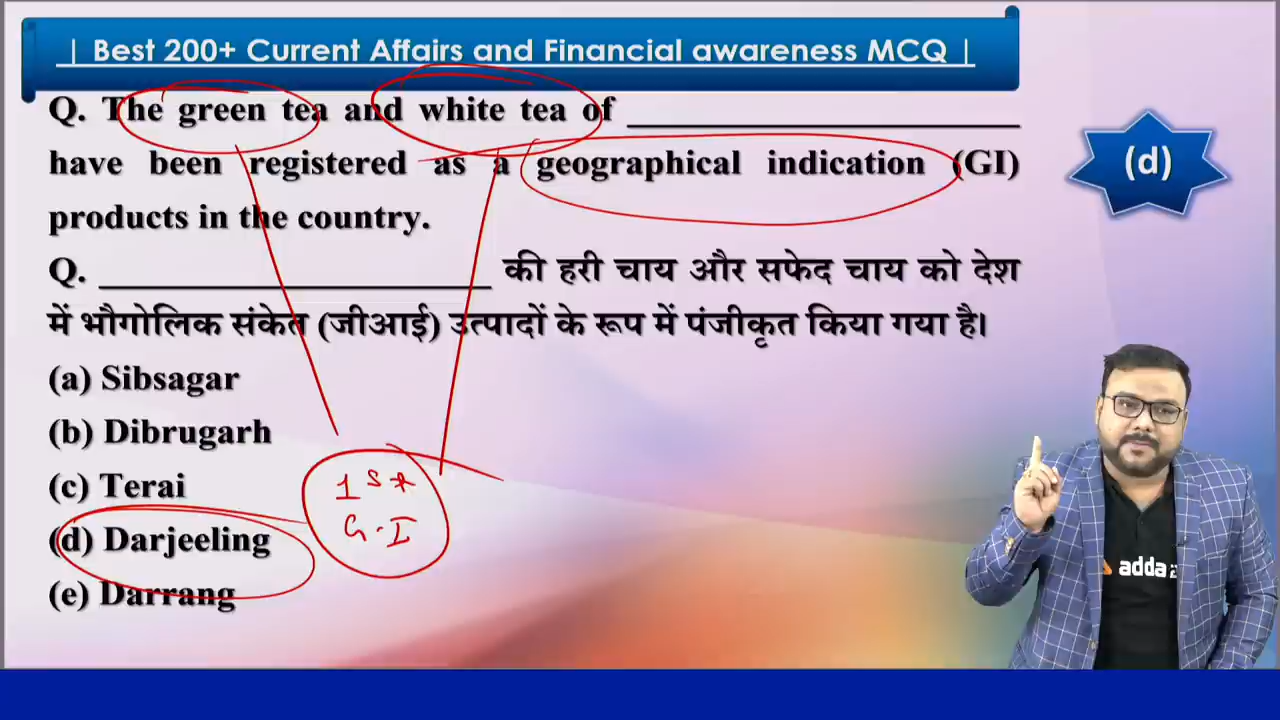 | Best 200+ Current Affairs and Financial awareness MCQ |
Q. The green tea and white tea of ____________________
have been registered as a geographical indication (GI)
products in the country.
(d)
Q. ____________________ की हरी चाय और सफेद चाय को देश
में भौगोलिक संकेत (जीआई) उत्पादों के रूप में पंजीकृत किया गया है।
(a) Sibsagar
(b) Dibrugarh
(c) Terai
(d) Darjeeling
(e) Darrang
1st
G.I
adda